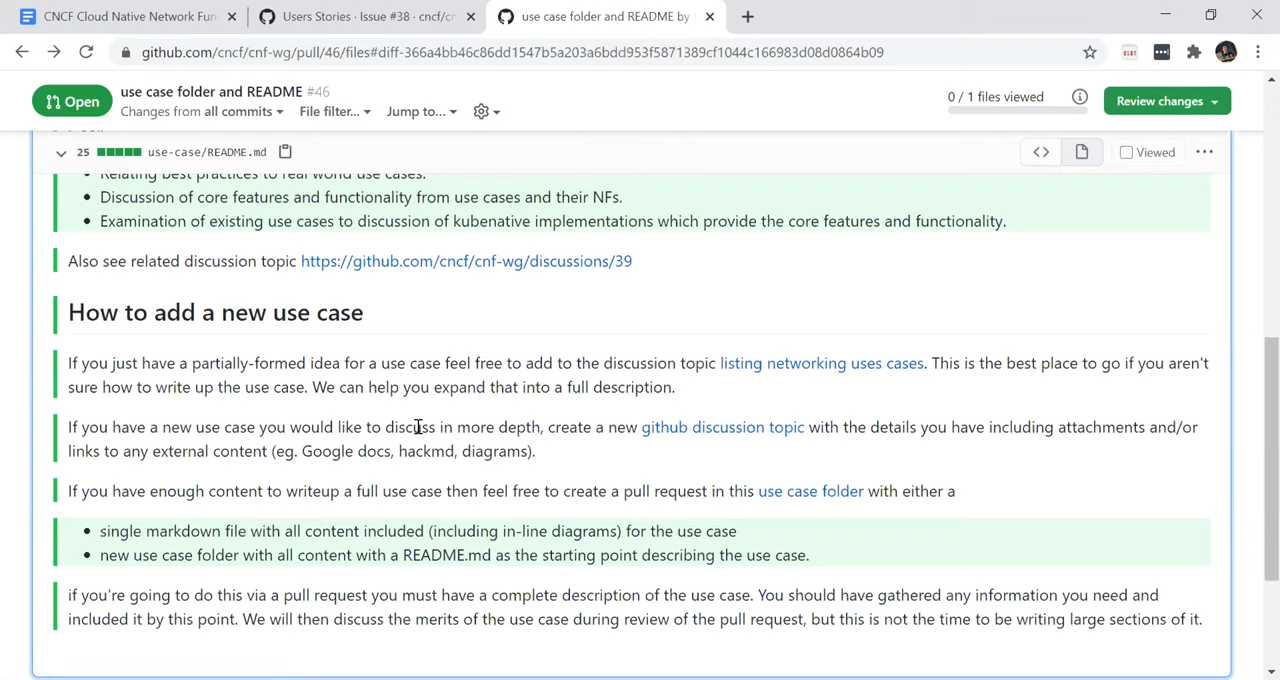 CNCF Cloud Native Network Fun
Users Stories · Issue #38 · cncf/cn
use case folder and README by
github.com/cncf/cnf-wg/pull/46/files#diff-366a4bb46c86dd1547b5a203a6bdd953f5871389cf1044c166983d08d0864b09
Open
use case folder and README #46
Changes from all commits
File filter...
Jump to...
0 / 1 files viewed
Review changes
25
use-case/README.md
Viewed
Relating best practices to real world use cases.
Discussion of core features and functionality from use cases and their NFs.
Examination of existing use cases to discussion of kubenative implementations which provide the core features and functionality.
Also see related discussion topic https://github.com/cncf/cnf-wg/discussions/39
How to add a new use case
If you just have a partially-formed idea for a use case feel free to add to the discussion topic listing networking uses cases. This is the best place to go if you aren't
sure how to write up the use case. We can help you expand that into a full description.
If you have a new use case you would like to discuss in more depth, create a new github discussion topic with the details you have including attachments and/or
links to any external content (eg. Google docs, hackmd, diagrams).
If you have enough content to writeup a full use case then feel free to create a pull request in this use case folder with either a
single markdown file with all content included (including in-line diagrams) for the use case
new use case folder with all content with a README.md as the starting point describing the use case.
if you're going to do this via a pull request you must have a complete description of the use case. You should have gathered any information you need and
included it by this point. We will then discuss the merits of the use case during review of the pull request, but this is not the time to be writing large sections of it.